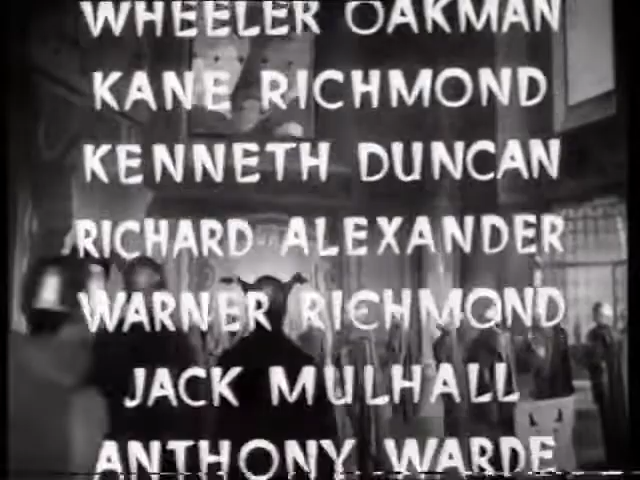 WHEELER OAKMAN
KANE RICHMOND
KENNETH DUNCAN
RICHARD ALEXANDER
WARNER RICHMOND
JACK MULHALL
ANTHONY WARDE